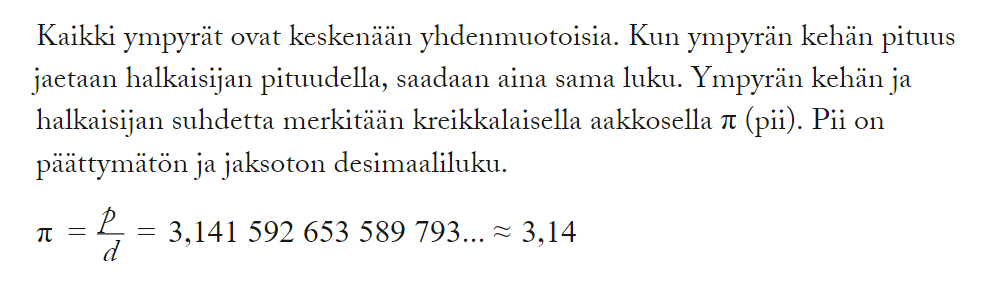 Kaikki ympyrät ovat keskenään yhdenmuotoisia. Kun ympyrän kehän pituus
jaetaan halkaisijan pituudella, saadaan aina sama luku. Ympyrän kehän ja
halkaisijan suhdetta merkitään kreikkalaisella aakkosella π (pii). Pii on
päättymätön ja jaksoton desimaaliluku.
π = p/d = 3,141 592 653 589 793... ≈ 3,14